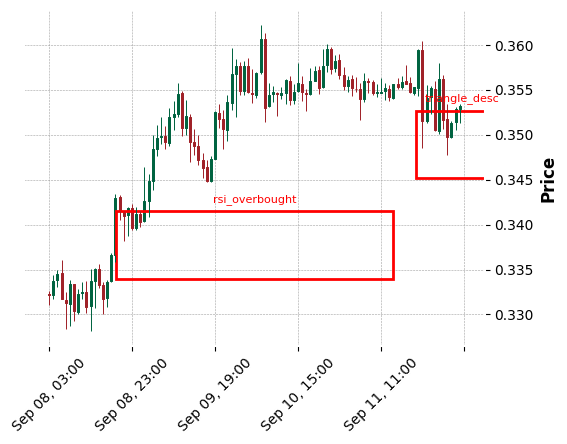 0.360
0.355
triangle_desc
0.350
0.345
rsi_overbought
0.340
0.335
0.330
Price
Sep 08, 03:00
Sep 08, 23:00
Sep 09, 19:00
Sep 10, 15:00
Sep 11, 11:00